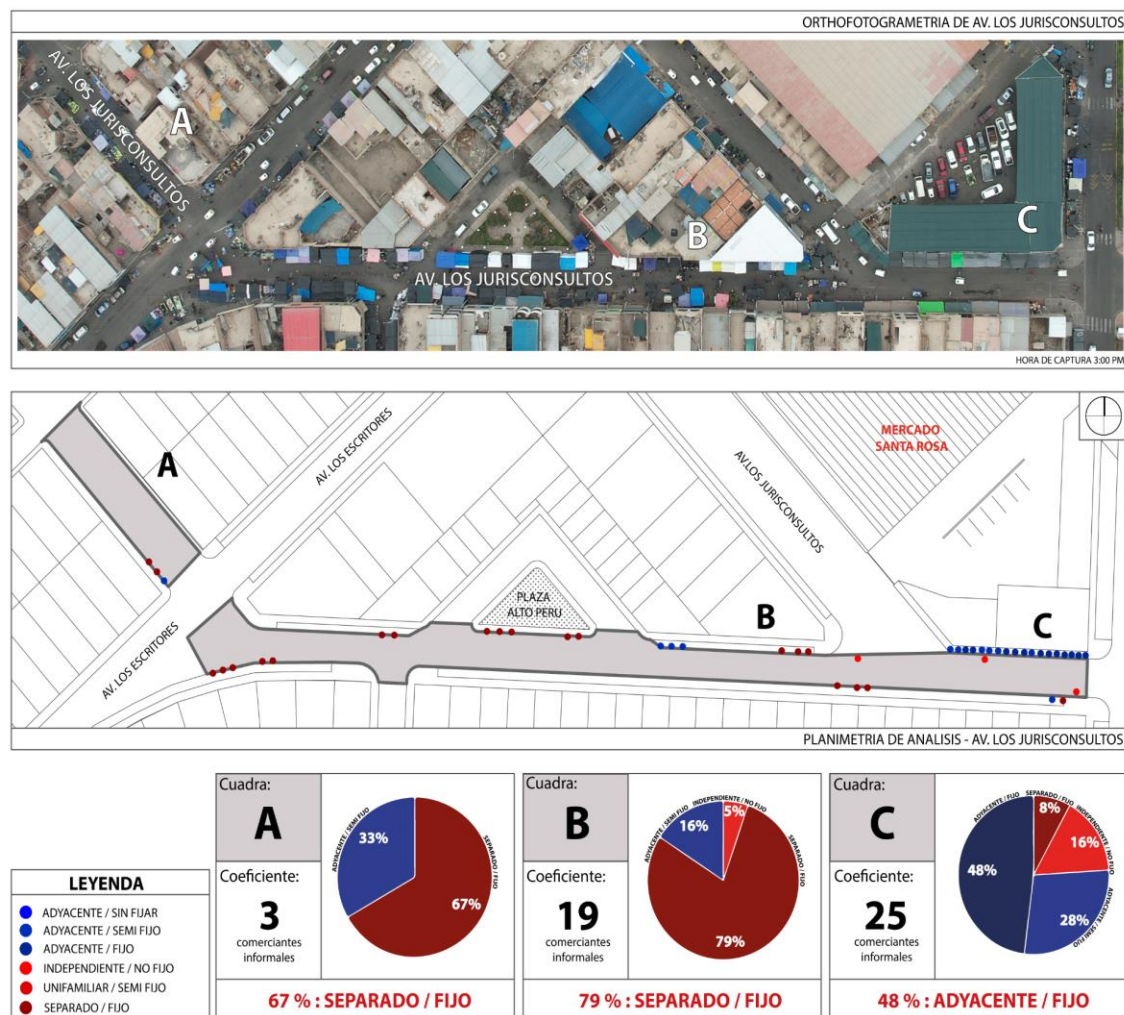 ORTHOFOTOGRAMETRIA DE AV. LOS JURISCONSULTOS
AV. LOS JURISCONSULTOS
A
B
C
AV. LOS JURISCONSULTOS
HORA DE CAPTURA 3:00 PM
A
AV. LOS ESCRITORES
AV.LOS JURISCONSULTOS
MERCADO
SANTA ROSA
PLAZA
ALTO PERU
B
C
AV. LOS ESCRITORES
PLANIMETRIA DE ANALISIS - AV. LOS JURISCONSULTOS
LEYENDA
ADYACENTE / SIN FIJAR
ADYACENTE / SEMI FIJO
ADYACENTE / FIJO
INDEPENDIENTE / NO FIJO
UNIFAMILIAR / SEMI FIJO
SEPARADO / FIJO
Cuadra:
A
Coeficiente:
3
comerciantes
informales
ADYACENTE / SEMI FIJO
33%
SEPARADO / FIJO
67%
67 % : SEPARADO / FIJO
Cuadra:
B
Coeficiente:
19
comerciantes
informales
ADYACENTE / SEMI FIJO
16%
INDEPENDIENTE / NO FIJO
5%
SEPARADO / FIJO
79%
79 % : SEPARADO / FIJO
Cuadra:
C
Coeficiente:
25
comerciantes
informales
ADYACENTE / FIJO
48%
SEPARADO / FIJO
8%
INDEPENDIENTE / NO FIJO
16%
ADYACENTE / SEMI FIJO
28%
48 % : ADYACENTE / FIJO